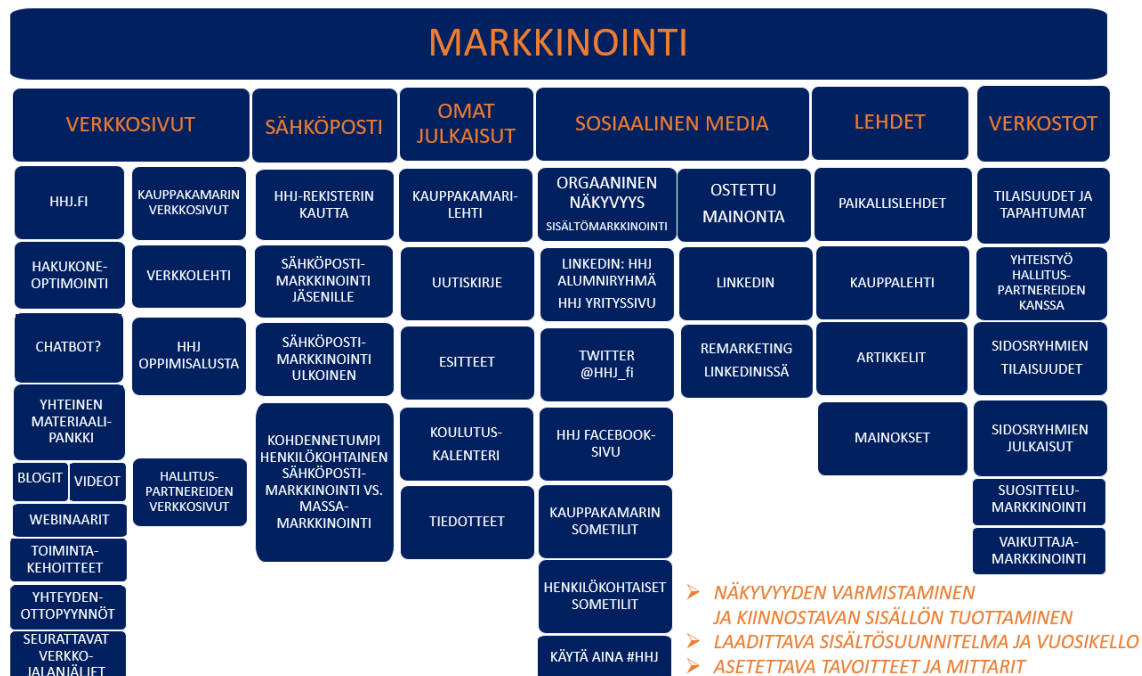 MARKKINOINTI
VERKKOSIVUT
HHJ.FI
HAKUKONE-
OPTIMOINTI
CHATBOT?
YHTEINEN
MATERIAALI-
PANKKI
BLOGIT
VIDEOT
WEBINAARIT
TOIMINTA-
KEHOITTEET
YHTEYDEN-
OTTOPYYNNÖT
SEURATTAVAT
VERKKO-
JALANJÄLJET
KAUPPAKAMARIN
VERKKOSIVUT
VERKKOLEHTI
HHJ
OPPIMISALUSTA
HALLITUS-
PARTNEREIDEN
VERKKOSIVUT
SÄHKÖPOSTI
HHJ-REKISTERIN
KAUTTA
SÄHKÖPOSTI-
MARKKINOINTI
JÄSENILLE
SÄHKÖPOSTI-
MARKKINOINTI
ULKOINEN
KOHDENNETUMPI
HENKILÖKOHTAINEN
SÄHKÖPOSTI-
MARKKINOINTI VS.
MASSA-
MARKKINOINTI
OMAT
JULKAISUT
KAUPPAKAMARI-
LEHTI
UUTISKIRJE
ESITTEET
KOULUTUS-
KALENTERI
TIEDOTTEET
SOSIAALINEN MEDIA
ORGAANINEN
NÄKYVYYS
SISÄLTÖMARKKINOINTI
LINKEDIN: HHJ
ALUMNIRYHMÄ
HHJ YRITYSSIVU
TWITTER
@HHJ_fi
HHJ FACEBOOK-
SIVU
KAUPPAKAMARIN
SOMETILIT
HENKILÖKOHTAISET
SOMETILIT
KÄYTÄ AINA #HHJ
OSTETTU
MAINONTA
LINKEDIN
REMARKETING
LINKEDINISSÄ
LEHDET
PAIKALLISLEHDET
KAUPPALEHTI
ARTIKKELIT
MAINOKSET
VERKOSTOT
TILAISUUDET JA
TAPAHTUMAT
YHTEISTYÖ
HALLITUS-
PARTNEREIDEN
KANSSA
SIDOSRYHMIEN
TILAISUUDET
SIDOSRYHMIEN
JULKAISUT
SUOSITTELU-
MARKKINOINTI
VAIKUTTAJA-
MARKKINOINTI
➢ NÄKYVYYDEN VARMISTAMINEN
JA KIINNOSTAVAN SISÄLLÖN TUOTTAMINEN
➢ LAADITTAVA SISÄLTÖSUUNNITELMA JA VUOSIKELLO
➢ ASETETTAVA TAVOITTEET JA MITTARIT